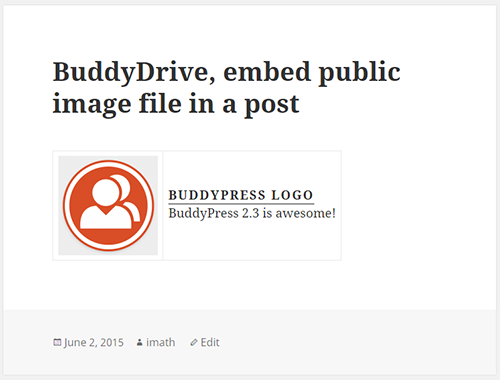 BuddyDrive, embed public
image file in a post
BUDDYPRESS LOGO
BuddyPress 2.3 is awesome!
June 2, 2015 imath Edit